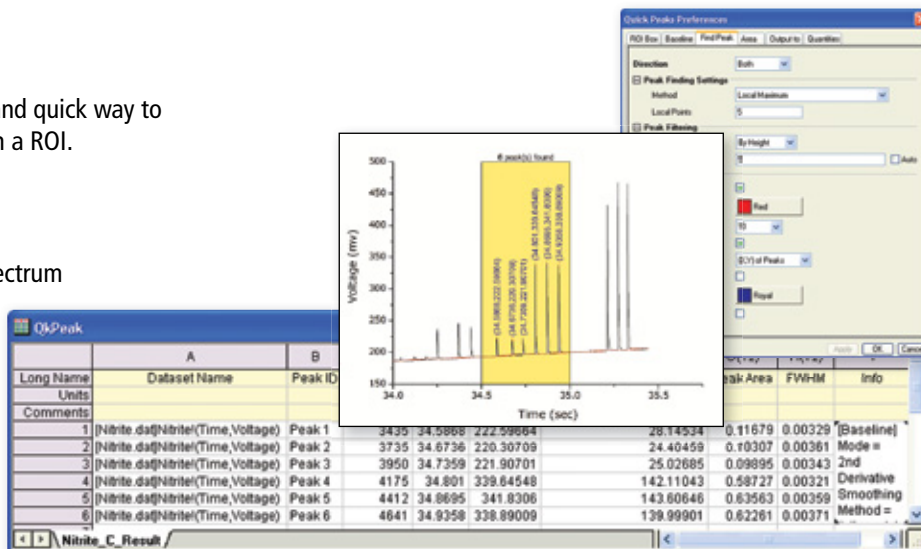 and quick way to
n a ROI.
ectrum
Quick Peaks Preferences
ROI Box Baseline Find Peak Area Output to Quantities
Direction Both
Peak Finding Settings
Method Local Maximum
Local Points 5
Peak Filtering
By Height
Auto
Red
10
(X,Y) of Peaks
Royal
Apply OK Cancel
6 peak(s) found
Voltage (mv)
500
450
400
350
300
250
200
150
34.0 34.5 35.0 35.5
Time (sec)
QkPeak
A B
Long Name Dataset Name Peak ID eak Area FWHM Info
Units
Comments
1 [Nitrite.dat]Nitrite!(Time,Voltage) Peak 1 3435 34.5868 222.59664 28.14534 0.11679 0.00329 [Baseline]
2 [Nitrite.dat]Nitrite!(Time,Voltage) Peak 2 3735 34.6736 220.30709 24.40459 0.10307 0.00361 Mode =
3 [Nitrite.dat]Nitrite!(Time,Voltage) Peak 3 3950 34.7359 221.90701 25.02685 0.09895 0.00343 2nd
4 [Nitrite.dat]Nitrite!(Time,Voltage) Peak 4 4175 34.801 339.64548 142.11043 0.58727 0.00321 Derivative
5 [Nitrite.dat]Nitrite!(Time,Voltage) Peak 5 4412 34.8695 341.8306 143.60646 0.63563 0.00359 Smoothing
6 [Nitrite.dat]Nitrite!(Time,Voltage) Peak 6 4641 34.9358 338.89009 139.99901 0.62261 0.00371 Method =
Nitrite_C_Result